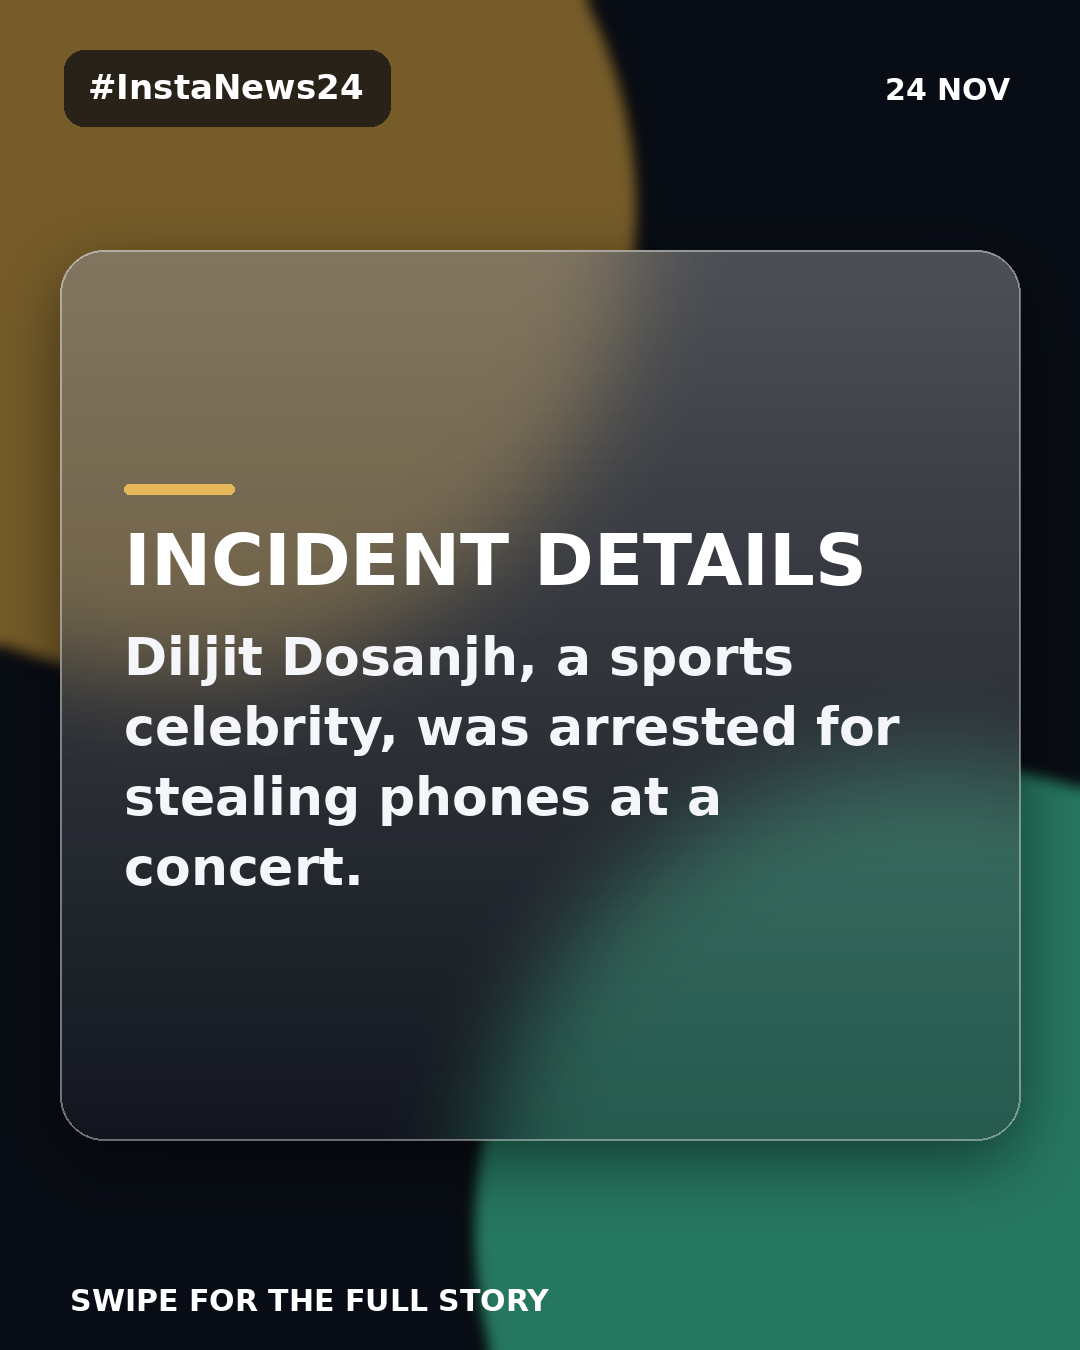 #InstaNews24
24 NOV
INCIDENT DETAILS
Diljit Dosanjh, a sports
celebrity, was arrested for
stealing phones at a
concert.
SWIPE FOR THE FULL STORY